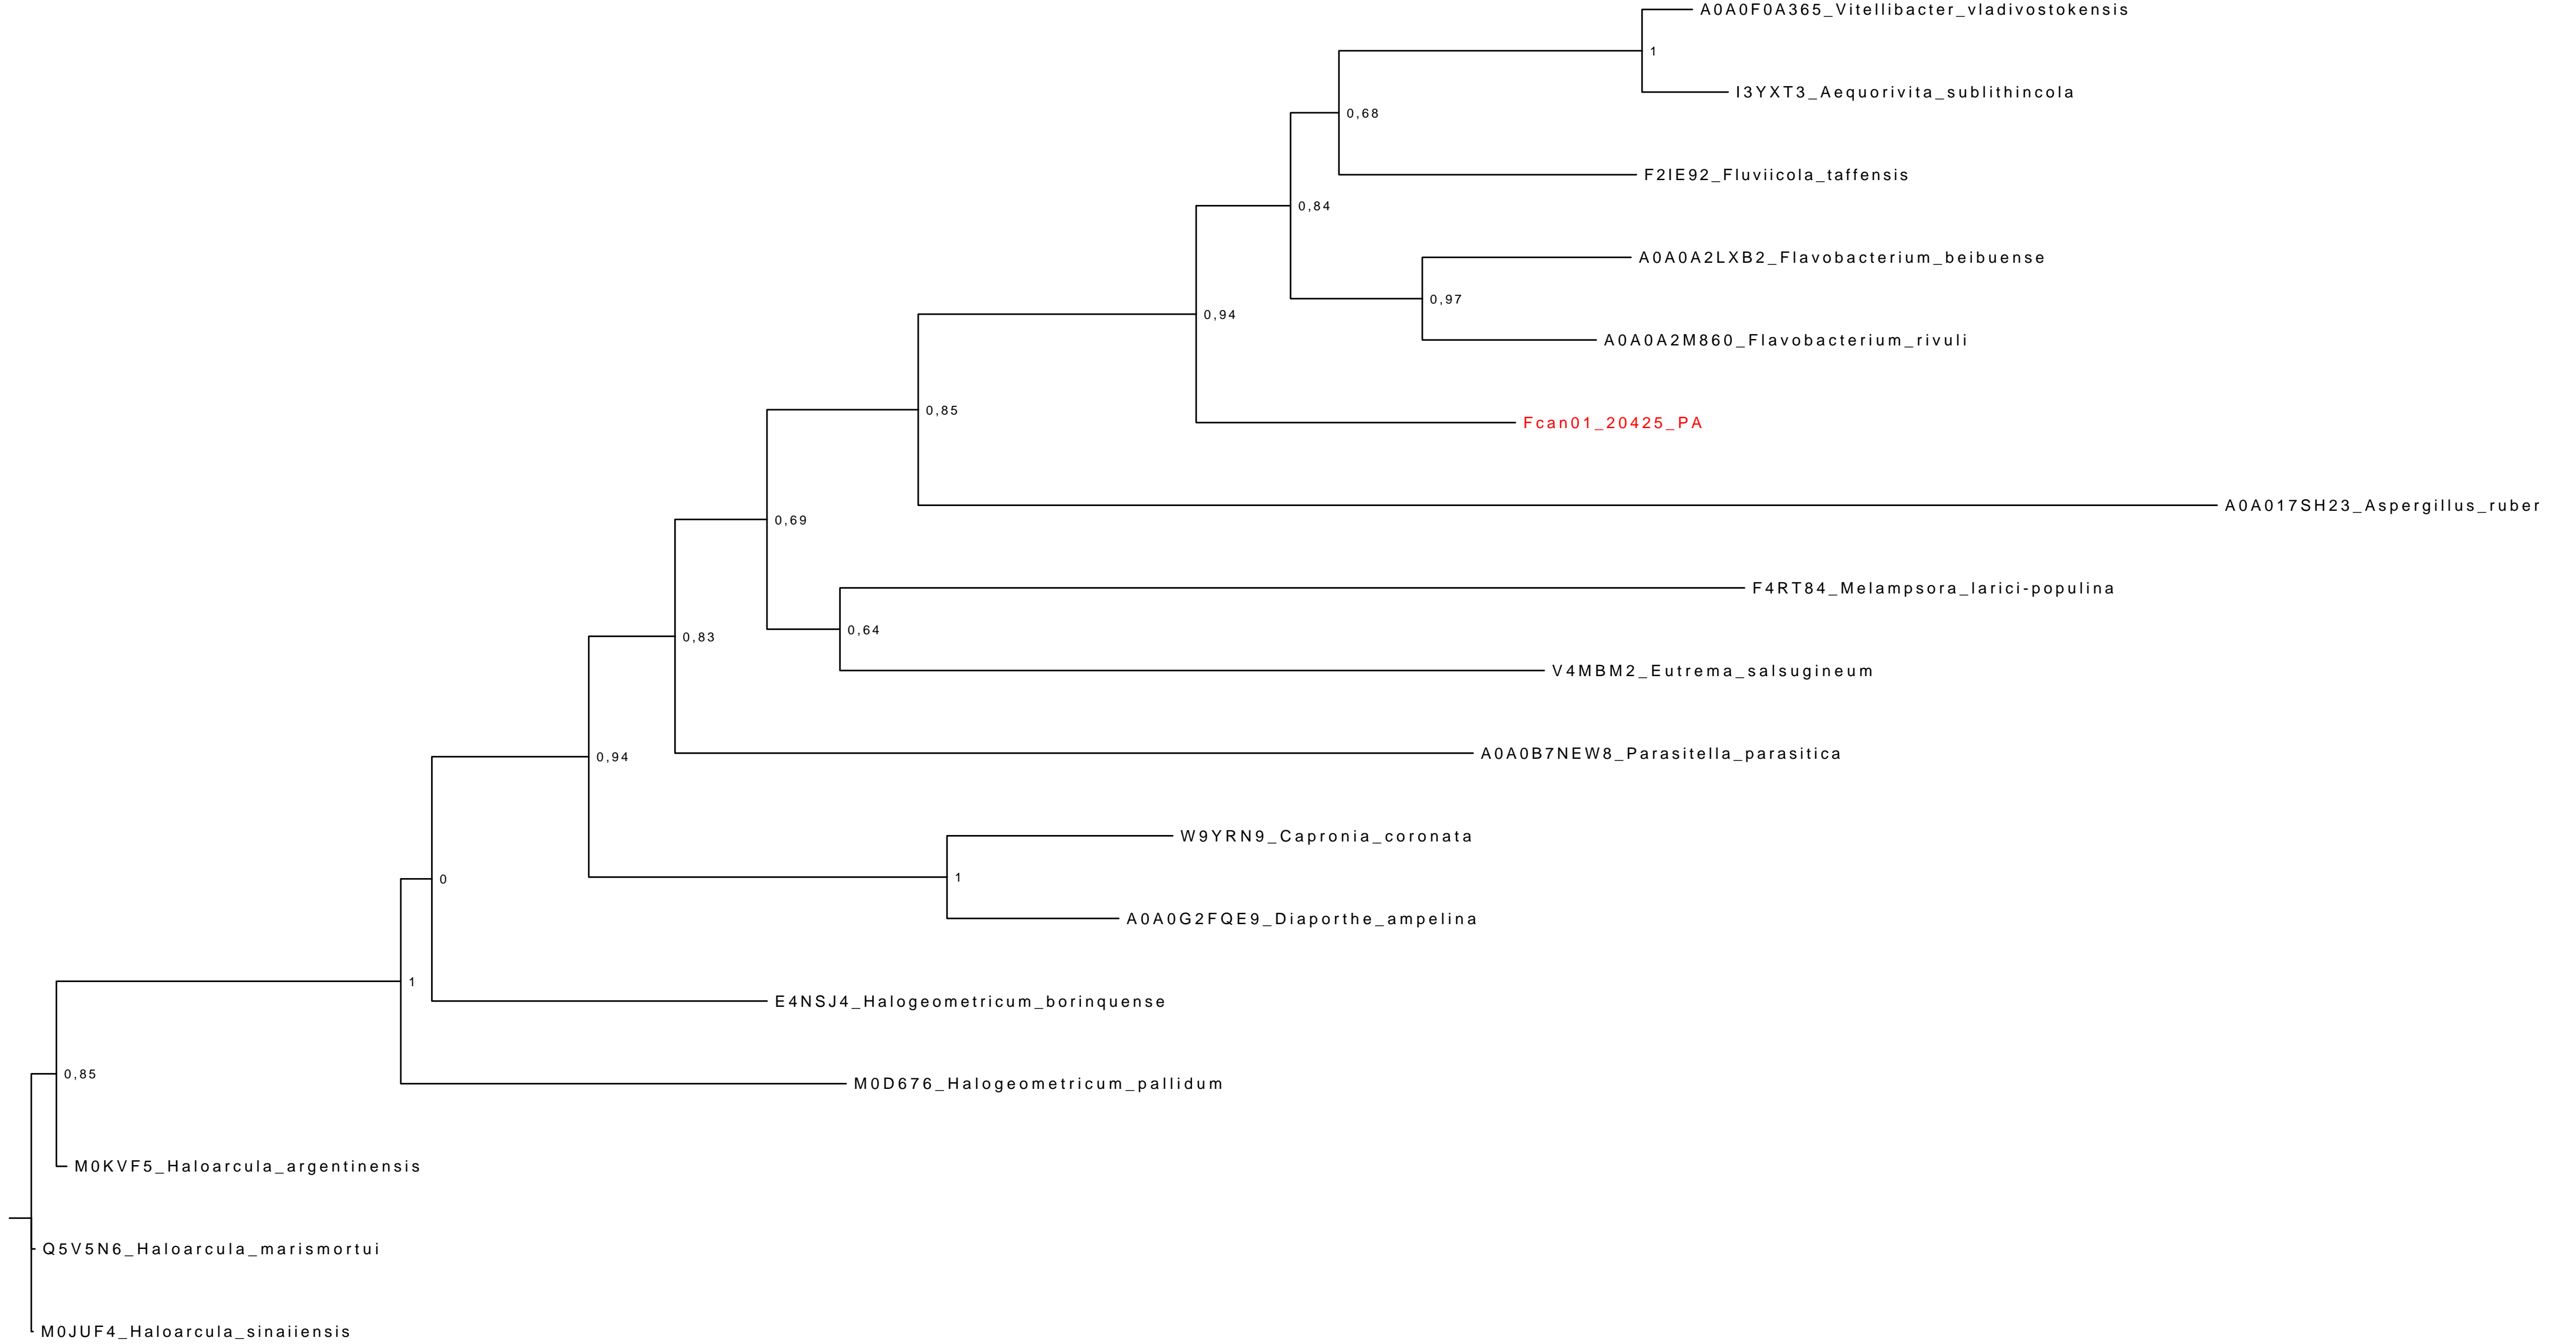 A0A0F0A365_Vitellibacter_vladivostokensis
1
I3YXT3_Aequorivita_sublithincola
0,68
F2IE92_Fluviicola_taffensis
0,84
A0A0A2LXB2_Flavobacterium_beibuense
0,97
0,94
A0A0A2M860_Flavobacterium_rivuli
0,85
Fcan01_20425_PA
A0A017SH23_Aspergillus_ruber
0,69
F4RT84_Melampsora_larici-populina
0,64
0,83
V4MBM2_Eutrema_salsugineum
A0A0B7NEW8_Parasitella_parasitica
0,94
W9YRN9_Capronia_coronata
1
0
A0A0G2FQE9_Diaporthe_ampelina
1
E4NSJ4_Halogeometricum_borinquense
0,85
M0D676_Halogeometricum_pallidum
M0KVF5_Haloarcula_argentinensis
Q5V5N6_Haloarcula_marismortui
M0JUF4_Haloarcula_sinaiiensis